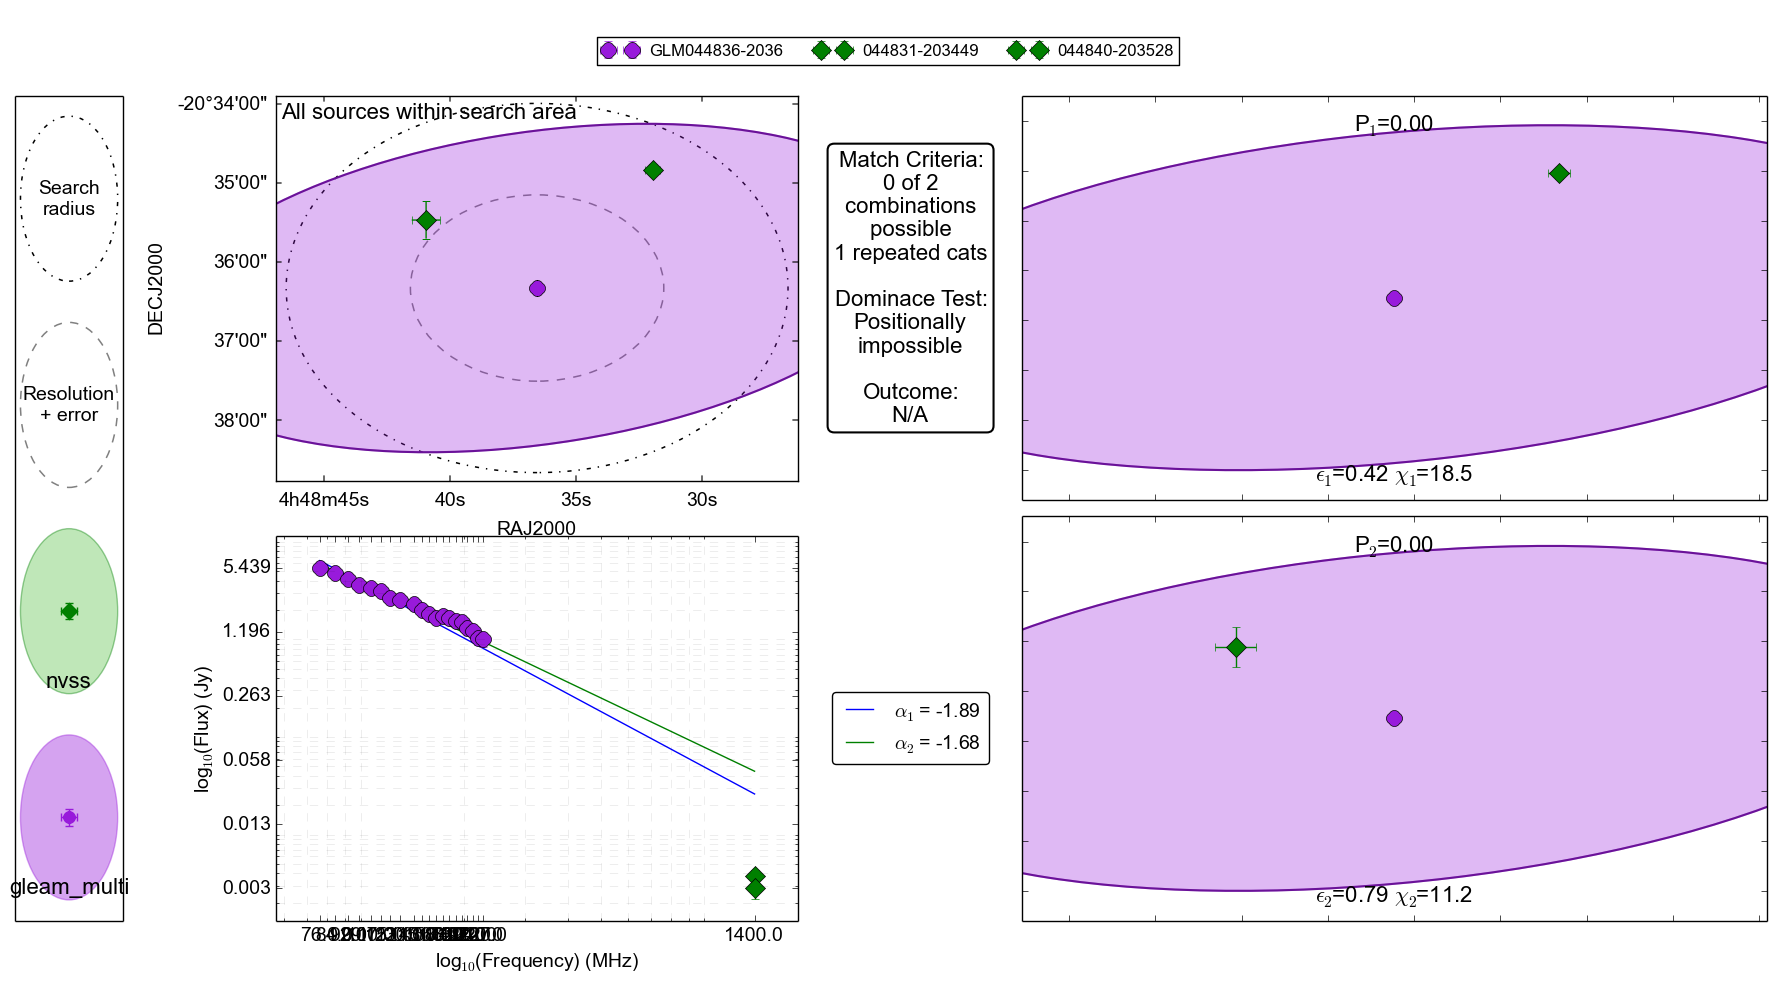 GLM044836-2036 044831-203449 044840-203528
Search
radius
Resolution
+ error
nvss
gleam_multi
All sources within search area
-20°34'00"
35'00"
36'00"
37'00"
38'00"
DECJ2000
4h48m45s 40s 35s 30s
RAJ2000
Match Criteria:
0 of 2
combinations
possible
1 repeated cats
Dominace Test:
Positionally
impossible
Outcome:
N/A
P1=0.00
ϵ1=0.42 χ1=18.5
P2=0.00
ϵ2=0.79 χ2=11.2
5.439
1.196
0.263
0.058
0.013
0.003
log10(Flux) (Jy)
1400.0
log10(Frequency) (MHz)
α1 = -1.89
α2 = -1.68